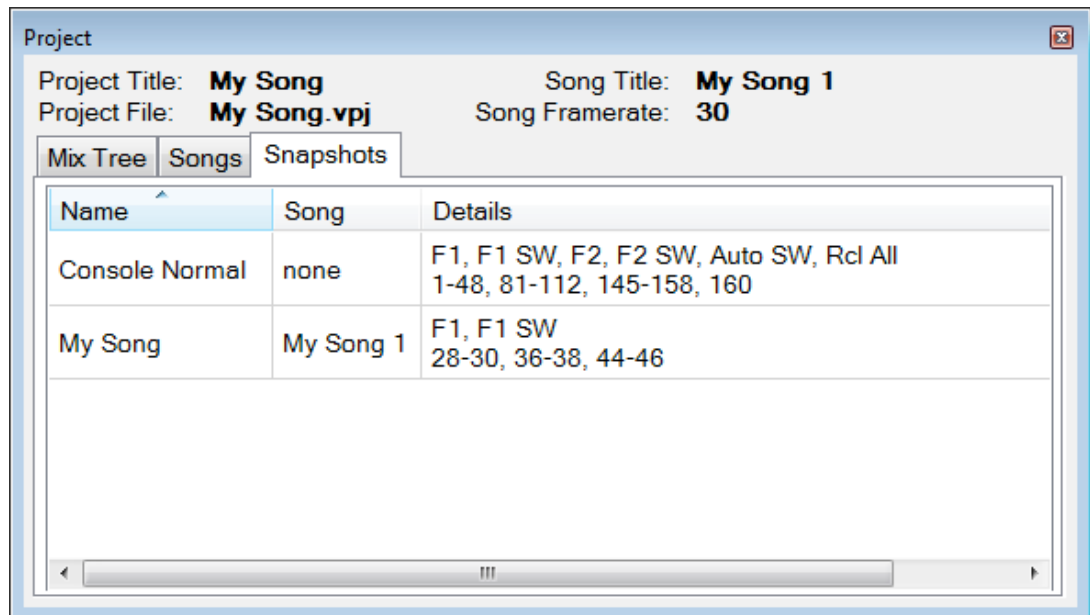 Project
Project Title: My Song Song Title: My Song 1
Project File: My Song.vpj Song Framerate: 30
Mix Tree Songs Snapshots
Name Song Details
Console Normal none F1, F1 SW, F2, F2 SW, Auto SW, Rcl All
1-48, 81-112, 145-158, 160
My Song My Song 1 F1, F1 SW
28-30, 36-38, 44-46